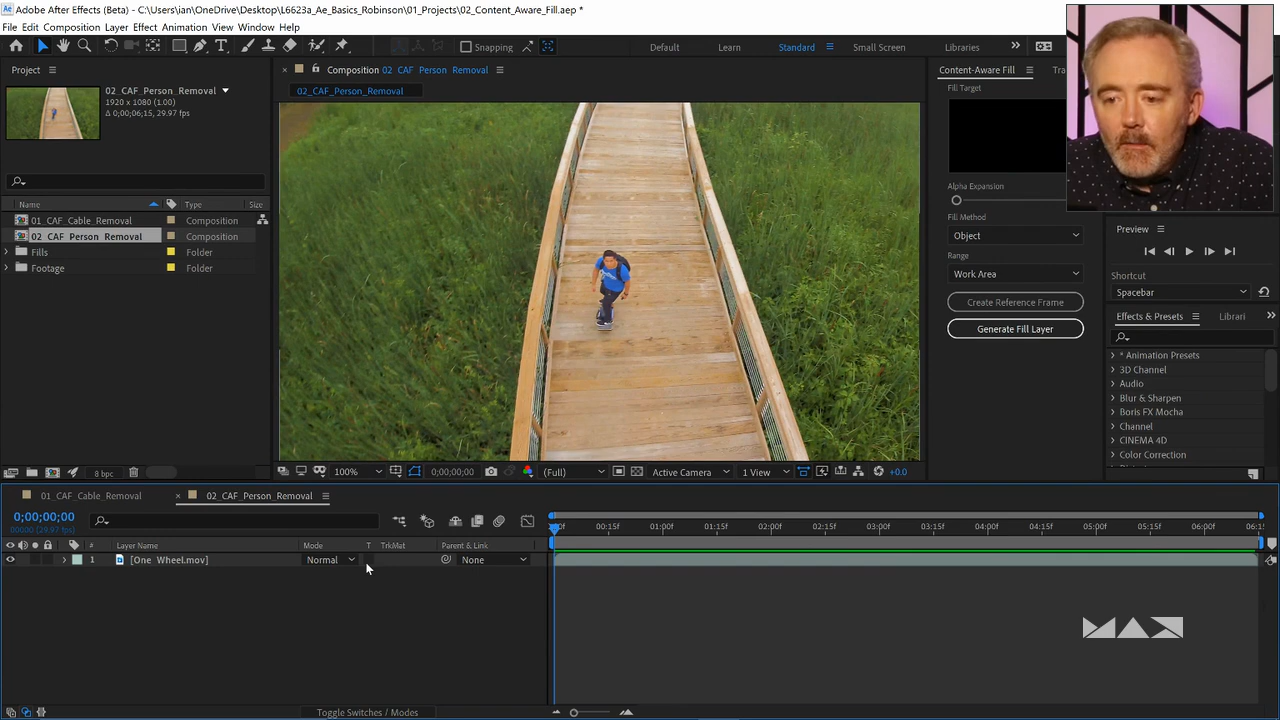 Adobe After Effects (Beta) - C:\Users\ian\OneDrive\Desktop\L6623a_Ae_Basics_Robinson\01_Projects\02_Content_Aware_Fill.aep *
File Edit Composition Layer Effect Animation View Window Help
Snapping
Default
Learn
Standard
Small Screen
Libraries
Project
02_CAF_Person_Removal
1920 x 1080 (1.00)
Δ 0;00;06;15, 29.97 fps
Name
Type
Size
01_CAF_Cable_Removal
Composition
02_CAF_Person_Removal
Composition
Fills
Folder
Footage
Folder
8 bpc
Composition 02_CAF_Person_Removal
02_CAF_Person_Removal
100%
0;00;00;00
(Full)
Active Camera
1 View
+0.0
Content-Aware Fill
Fill Target
Alpha Expansion
Fill Method
Object
Range
Work Area
Create Reference Frame
Generate Fill Layer
Preview
Shortcut
Spacebar
Effects & Presets
Librari
* Animation Presets
3D Channel
Audio
Blur & Sharpen
Boris FX Mocha
Channel
CINEMA 4D
Color Correction
01_CAF_Cable_Removal
02_CAF_Person_Removal
0;00;00;00
00000 (29.97 fps)
00:15f
01:00f
01:15f
02:00f
02:15f
03:00f
03:15f
04:00f
04:15f
05:00f
05:15f
06:00f
06:15
#
Layer Name
Mode
T
TrkMat
Parent & Link
1
[One_Wheel.mov]
Normal
None
MAX
Toggle Switches / Modes